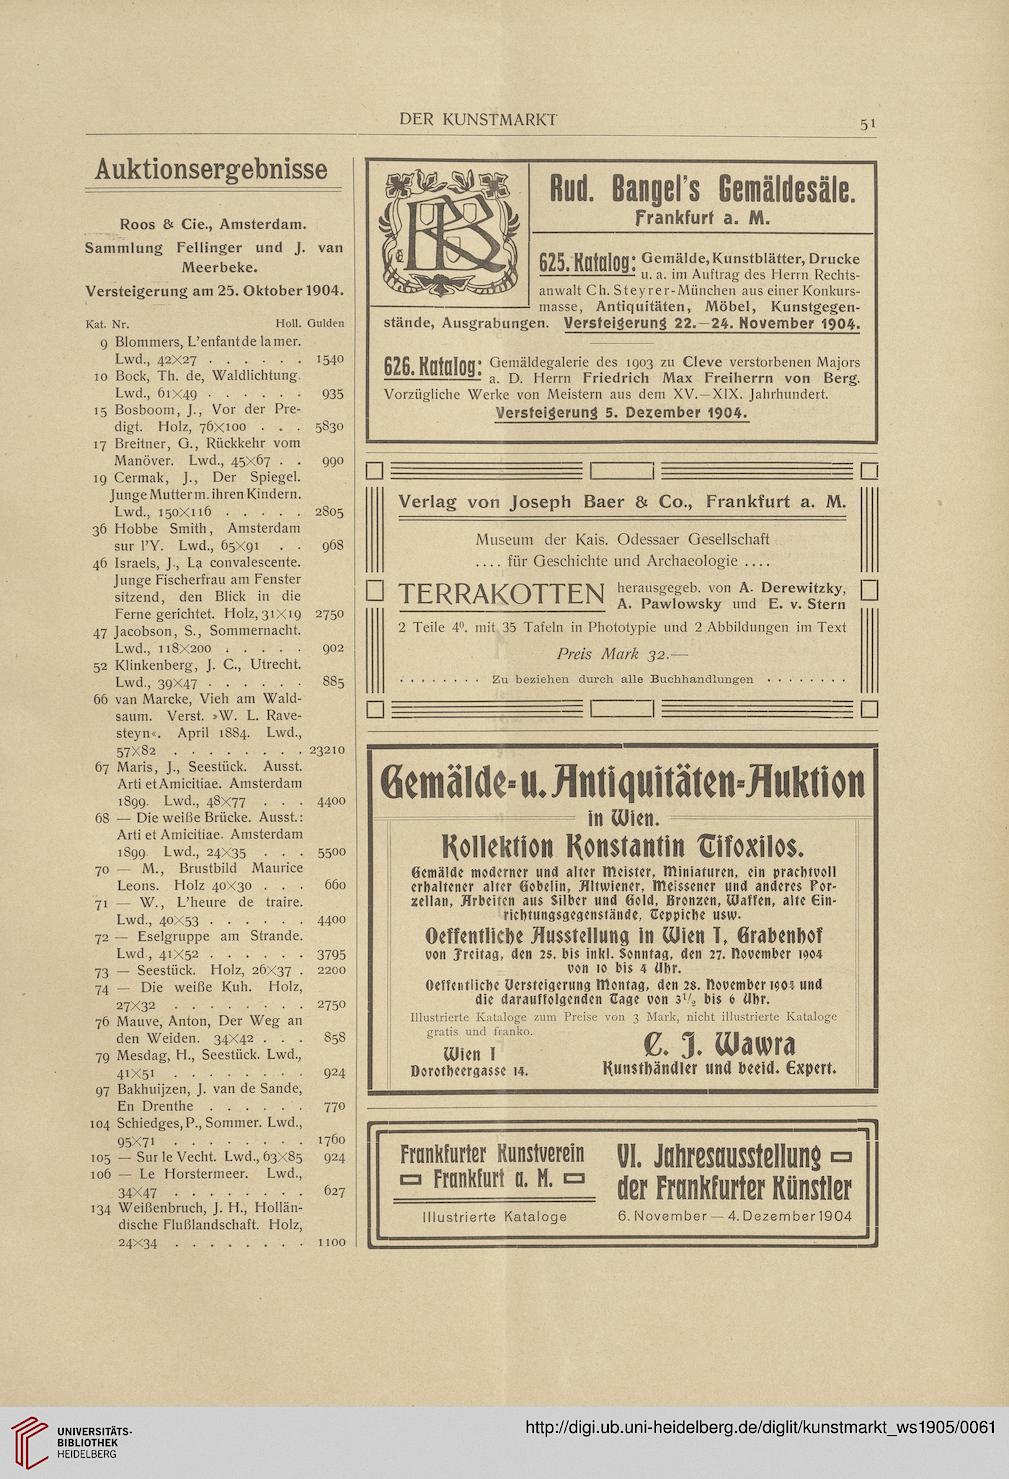 DER KUNSTMARKT
51
Auktionsergebnisse
Roos & Cie., Amsterdam.
Sammlung Fellinger und J. van
Meerbeke.
Versteigerung am 25. Oktober 1904.
Kat. Nr. Holl. Gulden
9 Blommers, L'enfant de la mer.
Lwd., 42×27 . . . . . . 1540
10 Bock, Th. de, Waldlichtung.
Lwd., 61×49 . . . . . . 935
15 Bosboom, J., Vor der Pre-
digt. Holz, 76×100 . . . 5830
17 Breitner, G., Rückkehr vom
Manöver. Lwd., 45×67 . . 990
19 Cermak, J., Der Spiegel.
Junge Mutter m. ihren Kindern.
Lwd., 150×116 . . . . . 2805
36 Hobbe Smith, Amsterdam
sur l'Y. Lwd., 65×91 . . 968
46 Israels, J., La convalescente.
Junge Fischerfrau am Fenster
sitzend, den Blick in die
Ferne gerichtet. Holz, 31×19 2750
47 Jacobson, S., Sommernacht.
Lwd., 118×200 . . . . . 902
52 Klinkenberg, J. C., Utrecht.
Lwd., 39×47 . . . . . . 885
66 van Marcke, Vieh am Wald-
saum. Verst. »W. L. Rave-
steyn«. April 1884. Lwd.,
57×82 . . . . . . . . 23210
67 Maris, J., Seestück. Ausst.
Arti et Amicitiae. Amsterdam
1899. Lwd., 48×77 . . . 4400
68 — Die weiße Brücke. Ausst.:
Arti et Amicitiae. Amsterdam
1899. Lwd., 24×35 . . . 5500
70 — M., Brustbild Maurice
Leons. Holz 40×30 . . . 660
71 — W., L'heure de traire.
Lwd., 40×53 . . . . . . 4400
72 — Eselgruppe am Strande.
Lwd., 41×52 . . . . . . 3795
73 — Seestück. Holz, 26×37 . 2200
74 — Die weiße Kuh. Holz,
27×32 . . . . . . . . 2750
76 Mauve, Anton, Der Weg an
den Weiden. 34×42 . . . 858
79 Mesdag, H., Seestück. Lwd.,
41×51 . . . . . . . . 924
97 Bakhuijzen, J. van de Sande,
En Drenthe . . . . . . 770
104 Schiedges, P., Sommer. Lwd.,
95×71 . . . . . . . . 1760
105 — Sur le Vecht. Lwd., 63×85 924
106 — Le Horstermeer. Lwd.,
34×47 . . . . . . . . 627
134 Weißenbruch, J. H., Hollän-
dische Flußlandschaft. Holz,
24×34 . . . . . . . . 1100
Rud. Bangel's Gemäldesäle.
Frankfurt a. M.
625. Katalog: Gemälde, Kunstblätter, Drucke
u. a. im Auftrag des Herrn Rechts-
anwalt Ch. Steyrer-München aus einer Konkurs-
masse, Antiquitäten, Möbel, Kunstgegen-
stände, Ausgrabungen. Versteigerung 22.—24. November 1904.
626. Katalog: Gemäldegalerie des 1903 zu Cleve verstorbenen Majors
a. D. Herrn Friedrich Max Freiherrn von Berg.
Vorzügliche Werke von Meistern aus dem XV.—XIX. Jahrhundert.
Versteigerung 5. Dezember 1904.
Verlag von Joseph Baer & Co., Frankfurt a. M.
Museum der Kais. Odessaer Gesellschaft
. . . . für Geschichte und Archaeologie . . . .
TERRAKOTTEN herausgegeb. von A. Derewitzky,
A. Pawlowsky und E. v. Stern
2 Teile 4⁰. mit 35 Tafeln in Phototypie und 2 Abbildungen im Text
Preis Mark 32.—
. . . . . . . . Zu beziehen durch alle Buchhandlungen . . . . . . . .
Gemälde- u. Antiquitäten-Auktion
in Wien.
Kollektion Konstantin Tifoxilos.
Gemälde moderner und alter Meister, Miniaturen, ein prachtvoll
erhaltener alter Gobelin, Altwiener, Meissener und anderes Por-
zellan, Arbeiten aus Silber und Gold, Bronzen, Waffen, alte Ein-
richtungsgegenstände, Teppiche usw.
Oeffentliche Ausstellung in Wien I, Grabenhof
von Freitag, den 25. bis inkl. Sonntag, den 27. November 1904
von 10 bis 4 Uhr.
Oeffentliche Versteigerung Montag, den 28. November 1904 und
die darauffolgenden Tage von 3½ bis 6 Uhr.
Illustrierte Kataloge zum Preise von 3 Mark, nicht illustrierte Kataloge
gratis und franko.
Wien I
Dorotheergasse 14.
C. J. Wawra
Kunsthändler und beeid. Expert.
Frankfurter Kunstverein
Frankfurt a. M.
Illustrierte Kataloge
VI. Jahresausstellung
der Frankfurter Künstler
6. November — 4. Dezember 1904
UNIVERSITÄTS-
BIBLIOTHEK
HEIDELBERG
http://digi.ub.uni-heidelberg.de/diglit/kunstmarkt_ws1905/0061